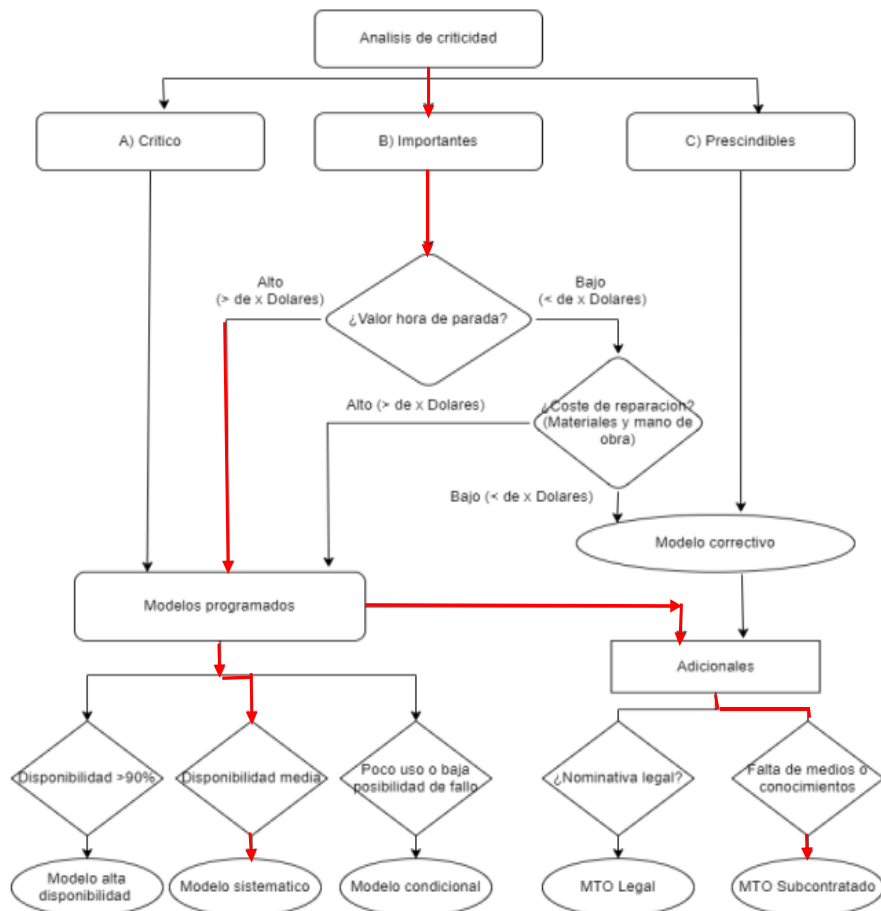 Analisis de criticidad
A) Critico
B) Importantes
C) Prescindibles
Alto
(> de x Dolares)
Bajo
(< de x Dolares)
¿Valor hora de parada?
Alto (> de x Dolares)
¿Coste de reparacion?
(Materiales y mano de
obra)
Bajo (< de x Dolares)
Modelo correctivo
Modelos programados
Adicionales
Disponibilidad >90%
Disponibilidad media
Poco uso o baja
posibilidad de fallo
¿Nominativa legal?
Falta de medios o
conocimientos
Modelo alta
disponibilidad
Modelo sistematico
Modelo condicional
MTO Legal
MTO Subcontratado